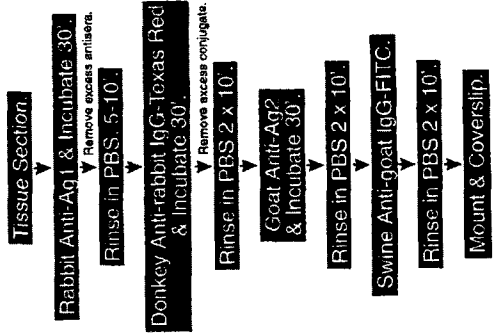 Tissue Section.
Rabbit Anti-Ag1 & Incubate 30'.
Remove excess antisera.
Rinse in PBS. 5-10'.
Donkey Anti-rabbit IgG-Texas Red
& Incubate 30'.
Remove excess conjugate.
Rinse in PBS 2 x 10'.
Goat Anti-Ag2
& Incubate 30'
Rinse in PBS 2 x 10'.
Swine Anti-goat IgG-FITC.
Rinse in PBS 2 x 10'.
Mount & Coverslip.